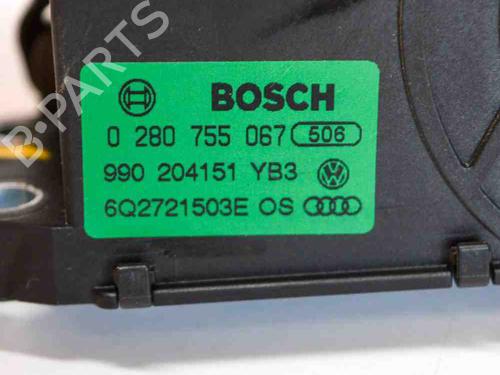 BOSCH
0 280 755 067 506
990 204151 YB3
6Q2721503E OS
B-PARTS